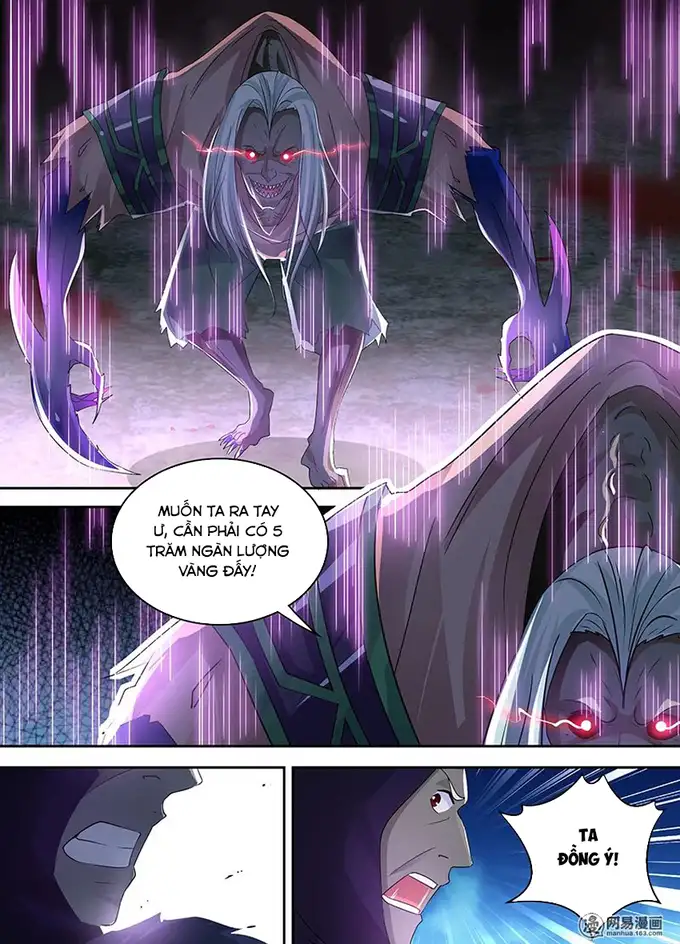 MUỐN TA RA TAY
Ư, CẦN PHẢI CÓ 5
TRĂM NGÀN LƯỢNG
VÀNG ĐẤY!
TA
ĐỒNG Ý!
网易漫画
manhua.163.com